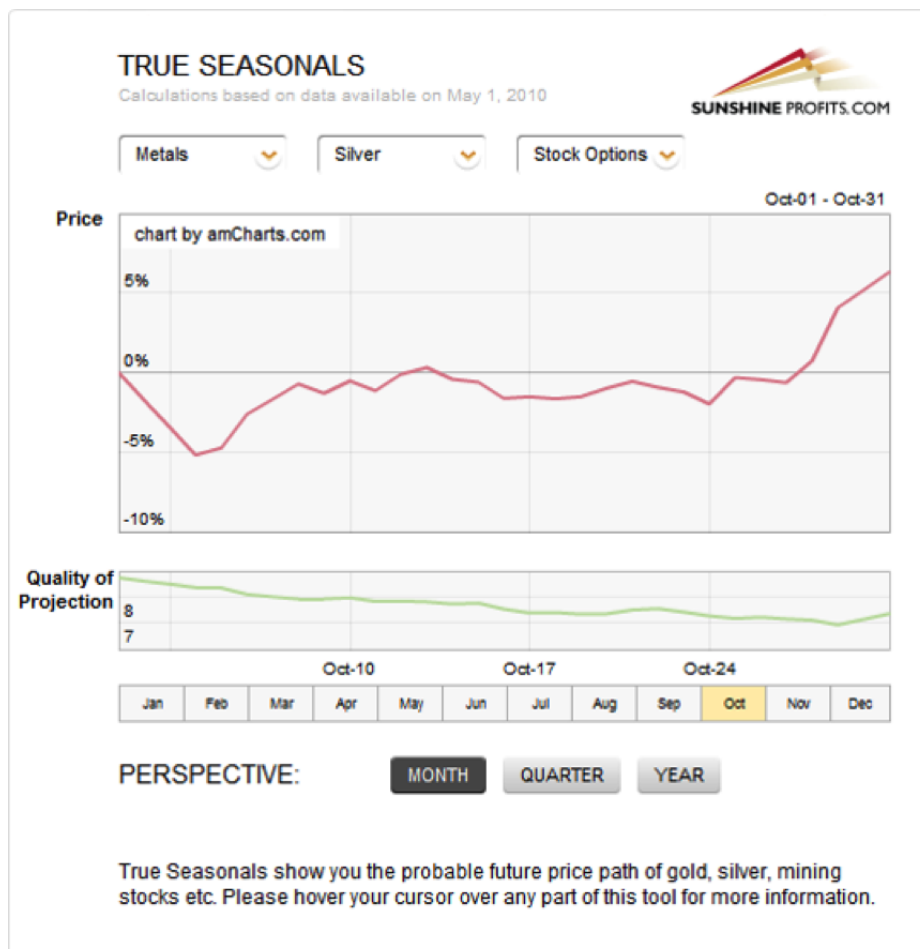 TRUE SEASONALS
Calculations based on data available on May 1, 2010
SUNSHINE PROFITS.COM
Metals Silver Stock Options
Oct-01 - Oct-31
Price
chart by amCharts.com
5%
0%
-5%
-10%
Quality of
Projection
8
7
Oct-10 Oct-17 Oct-24
Jan Feb Mar Apr May Jun Jul Aug Sep Oct Nov Dec
PERSPECTIVE: MONTH QUARTER YEAR
True Seasonals show you the probable future price path of gold, silver, mining
stocks etc. Please hover your cursor over any part of this tool for more information.